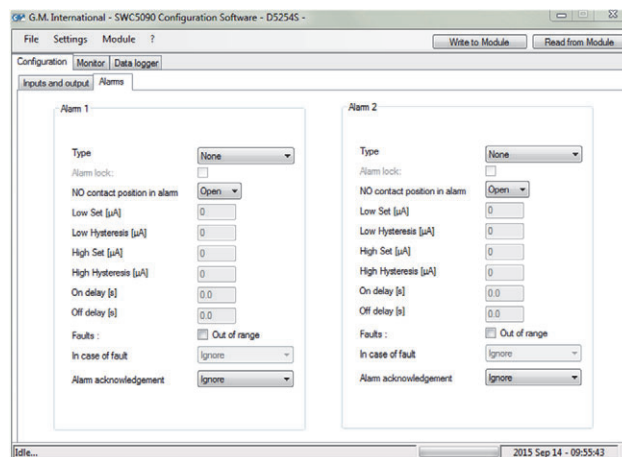 G.M. International - SWC5090 Configuration Software - D5254S -
File Settings Module ?
Write to Module Read from Module
Configuration Monitor Data logger
Inputs and output Alarms
Alarm 1
Type None
Alarm lock:
NO contact position in alarm Open
Low Set [µA] 0
Low Hysteresis [µA] 0
High Set [µA] 0
High Hysteresis [µA] 0
On delay [s] 0.0
Off delay [s] 0.0
Faults : Out of range
In case of fault Ignore
Alarm acknowledgement Ignore
Alarm 2
Type None
Alarm lock:
NO contact position in alarm Open
Low Set [µA] 0
Low Hysteresis [µA] 0
High Set [µA] 0
High Hysteresis [µA] 0
On delay [s] 0.0
Off delay [s] 0.0
Faults : Out of range
In case of fault Ignore
Alarm acknowledgement Ignore
Idle... 2015 Sep 14 - 09:55:43